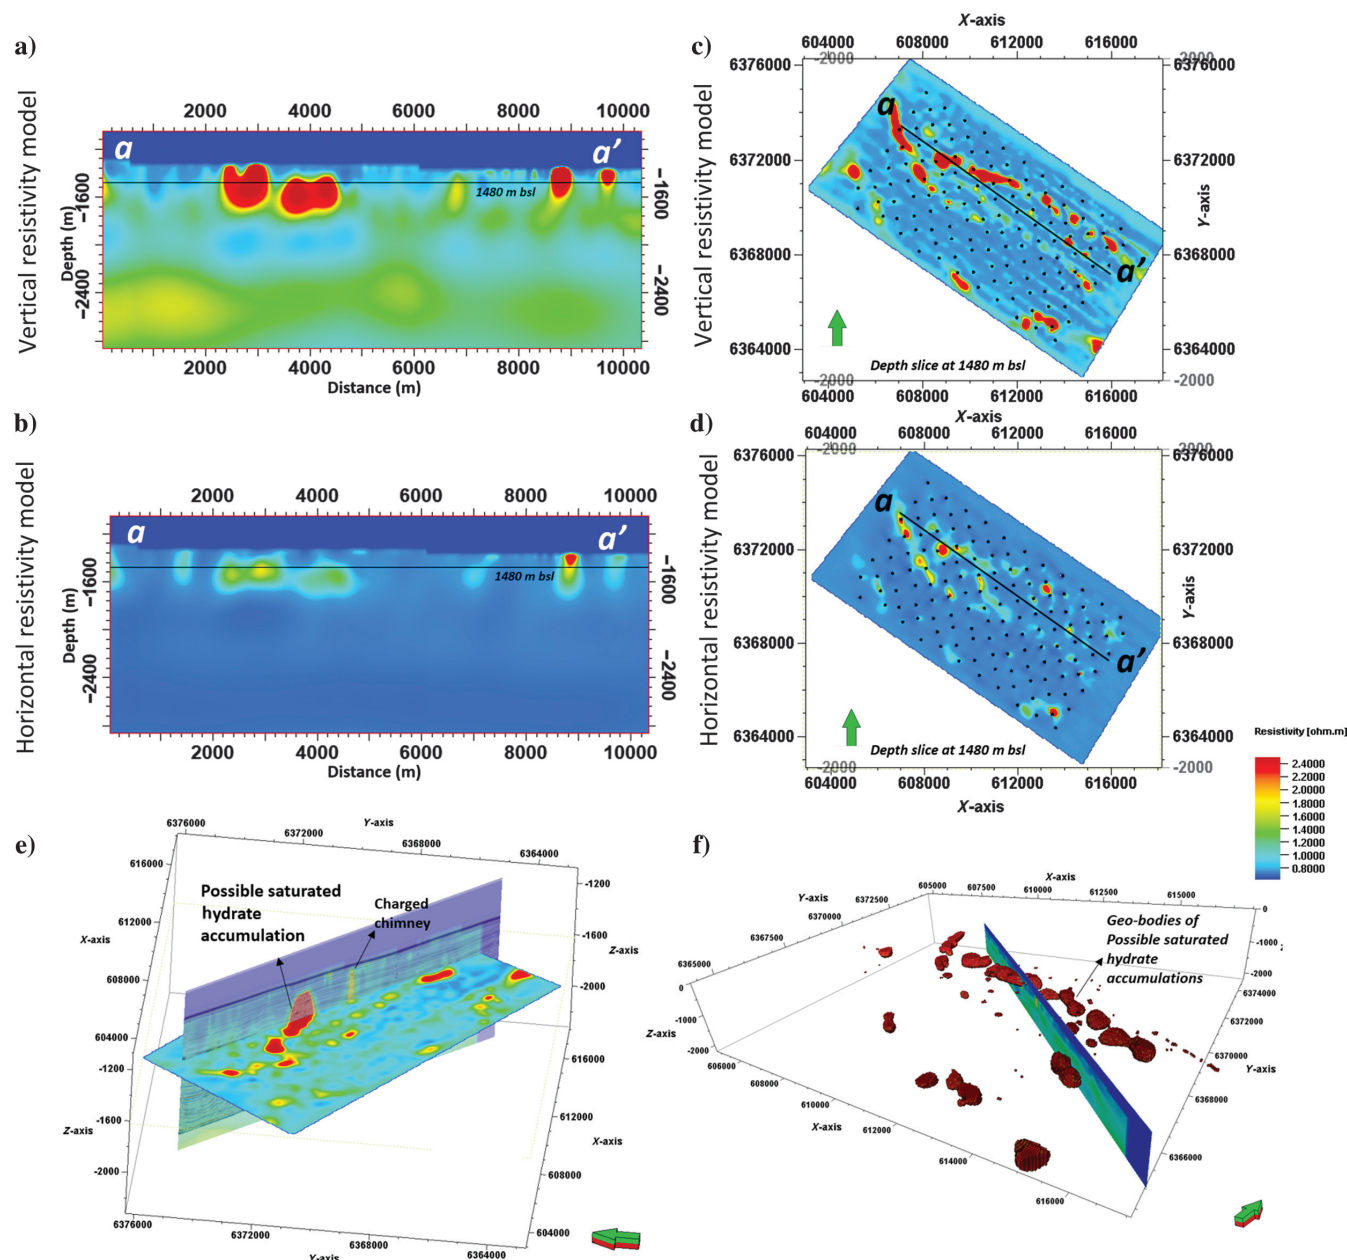 a)
Vertical resistivity model
2000 4000 6000 8000 10000
a a'
1480 m bsl
Depth (m)
−1600
−2400
−1600
−2400
2000 4000 6000 8000 10000
Distance (m)
b)
Horizontal resistivity model
2000 4000 6000 8000 10000
a a'
1480 m bsl
Depth (m)
−1600
−2400
−1600
−2400
2000 4000 6000 8000 10000
Distance (m)
c)
Vertical resistivity model
X-axis
604000 608000 612000 616000
-2000 -2000
6376000 6376000
6372000 6372000
6368000 6368000
6364000 6364000
Y-axis
a
a'
Depth slice at 1480 m bsl
-2000 -2000
604000 608000 612000 616000
X-axis
d)
Horizontal resistivity model
604000 608000 612000 616000
-2000 -2000
6376000 6376000
6372000 6372000
6368000 6368000
6364000 6364000
Y-axis
a
a'
Depth slice at 1480 m bsl
-2000 -2000
604000 608000 612000 616000
X-axis
Resistivity [ohm.m]
2.4000
2.0000
1.8000
1.4000
1.0000
0.8000
e)
Y-axis
6376000 6372000 6368000 6364000
616000
612000
608000
604000
X-axis
Possible saturated
hydrate
accumulation
Charged
chimney
-1200
-1600
-2000
Z-axis
616000
612000
608000
604000
X-axis
-1200
-1600
-2000
Z-axis
6376000 6372000 6368000 6364000
Y-axis
f)
X-axis
605000 607500 610000 612500 615000
Y-axis
6372500
6370000
6367500
6365000
0
-1000
-2000
Z-axis
Geo-bodies of
Possible saturated
hydrate
accumulations
0
-1000
-2000
6374000
6372000
6370000
6368000
6366000
Y-axis
606000 608000 610000 612000 614000 616000
X-axis